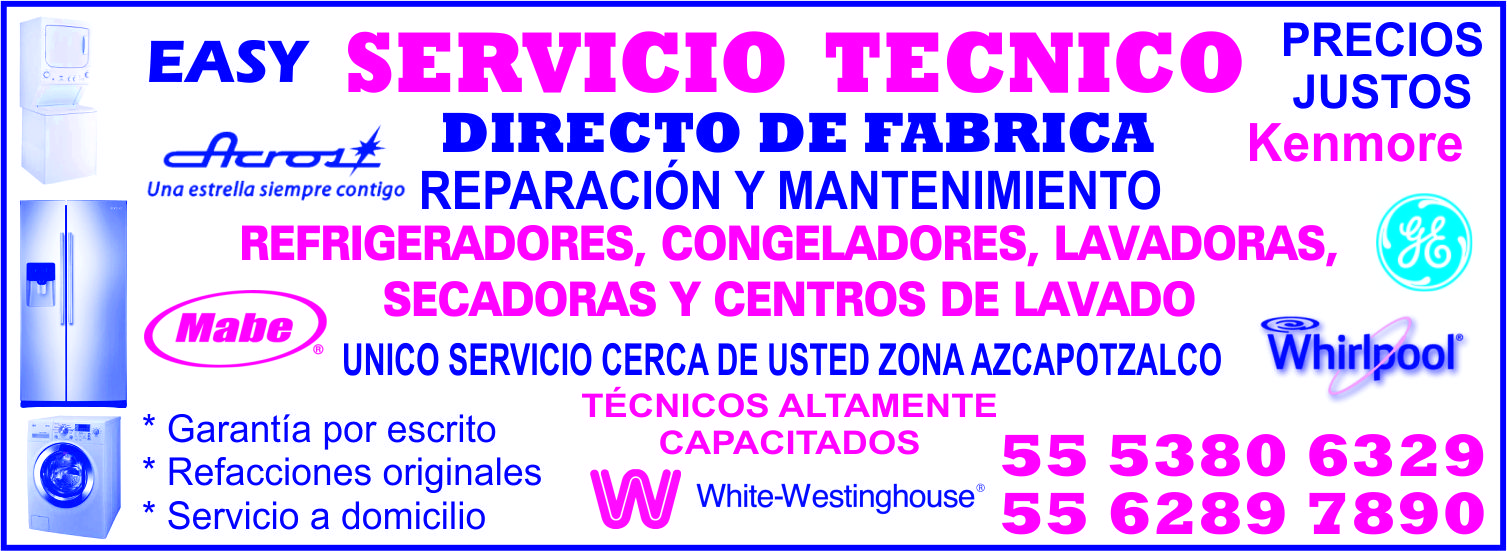 EASY
SERVICIO TECNICO
PRECIOS
JUSTOS
DIRECTO DE FABRICA
Kenmore
Acros
Una estrella siempre contigo
REPARACIÓN Y MANTENIMIENTO
REFRIGERADORES, CONGELADORES, LAVADORAS,
GE
SECADORAS Y CENTROS DE LAVADO
Mabe®
UNICO SERVICIO CERCA DE USTED ZONA AZCAPOTZALCO
Whirlpool®
TÉCNICOS ALTAMENTE
CAPACITADOS
* Garantía por escrito
* Refacciones originales
* Servicio a domicilio
W White-Westinghouse®
55 5380 6329
55 6289 7890